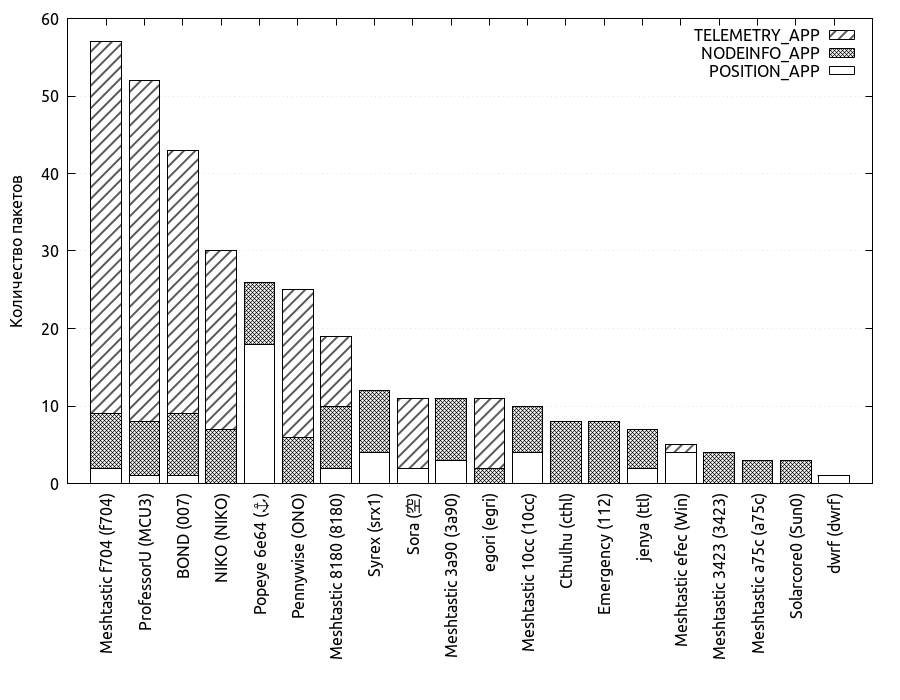 60
50
40
30
20
10
0
Количество пакетов
TELEMETRY_APP
NODEINFO_APP
POSITION_APP
Meshtastic f704 (f704)
ProfessorU (MCU3)
BOND (007)
NIKO (NIKO)
Popeye 6e64 (⚓)
Pennywise (ONO)
Meshtastic 8180 (8180)
Syrex (srx1)
Sora (空)
Meshtastic 3a90 (3a90)
egori (egri)
Meshtastic 10cc (10cc)
Cthulhu (cthl)
Emergency (112)
jenya (ttl)
Meshtastic efec (Win)
Meshtastic 3423 (3423)
Meshtastic a75c (a75c)
Solarcore0 (Sun0)
dwrf (dwrf)